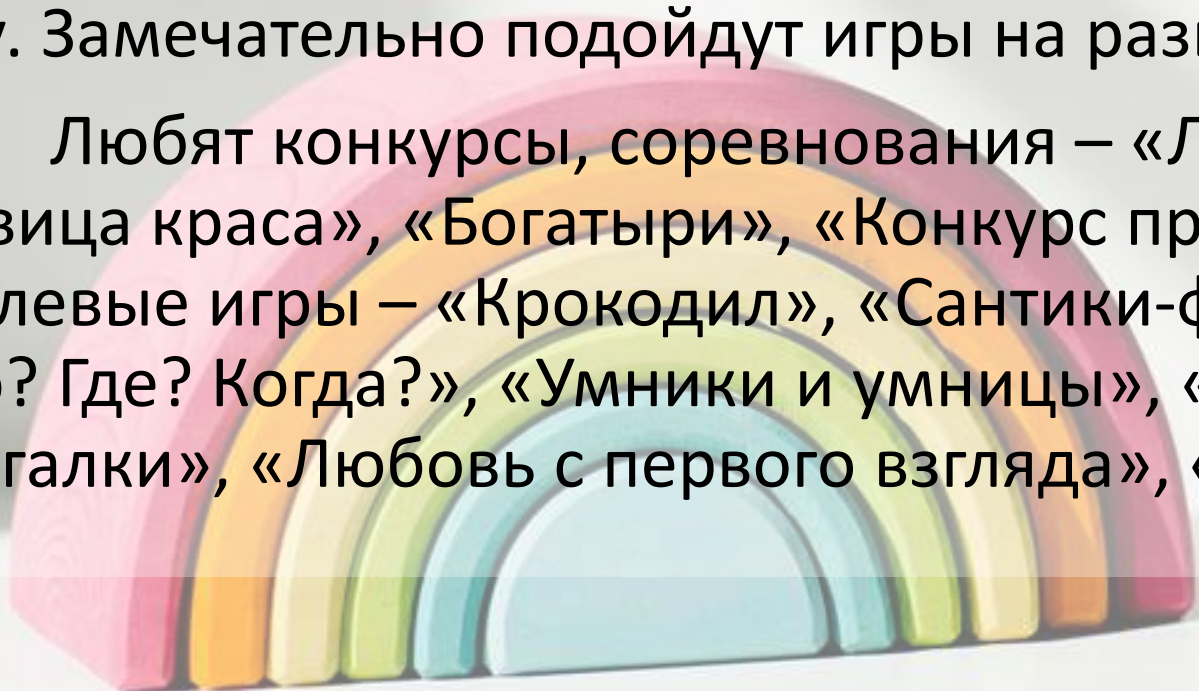 у. Замечательно подойдут игры на раз
Любят конкурсы, соревнования – «Л
вица краса», «Богатыри», «Конкурс пр
левые игры – «Крокодил», «Сантики-ф
? Где? Когда?», «Умники и умницы», «
галки», «Любовь с первого взгляда», «